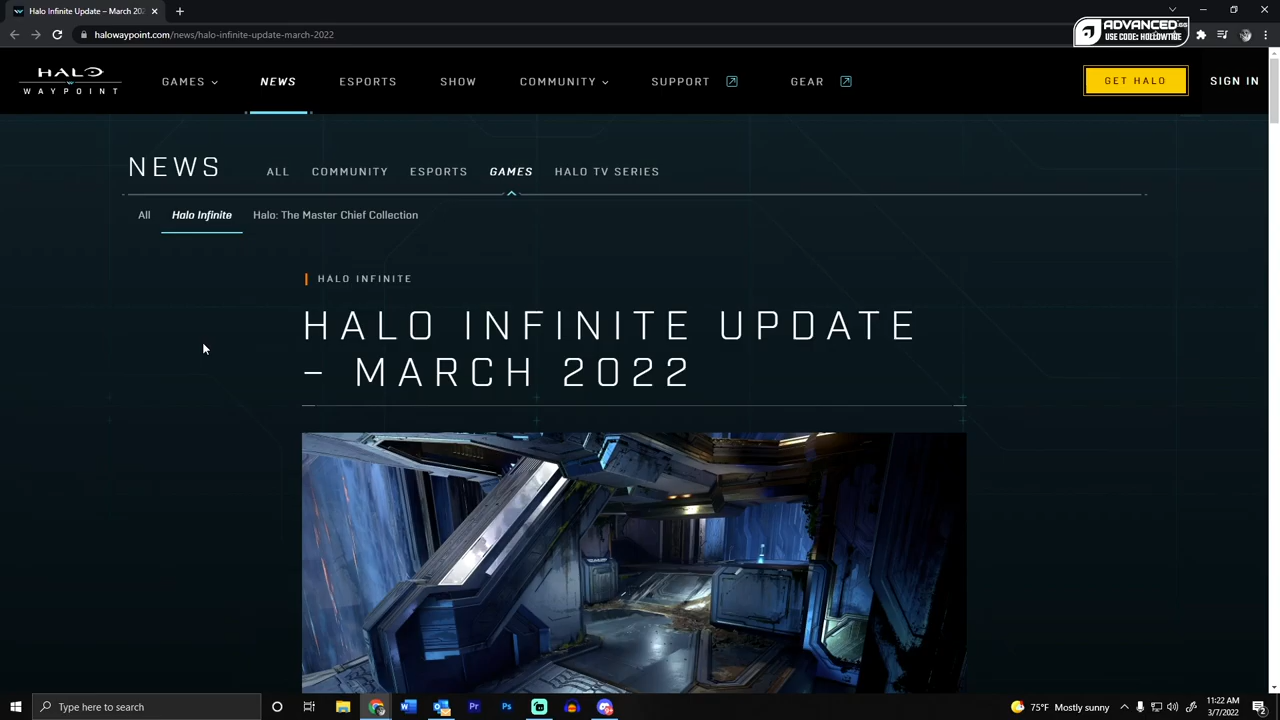 Halo Infinite Update – March 202
halowaypoint.com/news/halo-infinite-update-march-2022
ADVANCED.GG
USE CODE: HOLLOWTIDE
HALO
WAYPOINT
GAMES
NEWS
ESPORTS
SHOW
COMMUNITY
SUPPORT
GEAR
GET HALO
SIGN IN
NEWS
ALL
COMMUNITY
ESPORTS
GAMES
HALO TV SERIES
All
Halo Infinite
Halo: The Master Chief Collection
HALO INFINITE
HALO INFINITE UPDATE
– MARCH 2022
Type here to search
75°F Mostly sunny
11:22 AM
3/7/2022
2